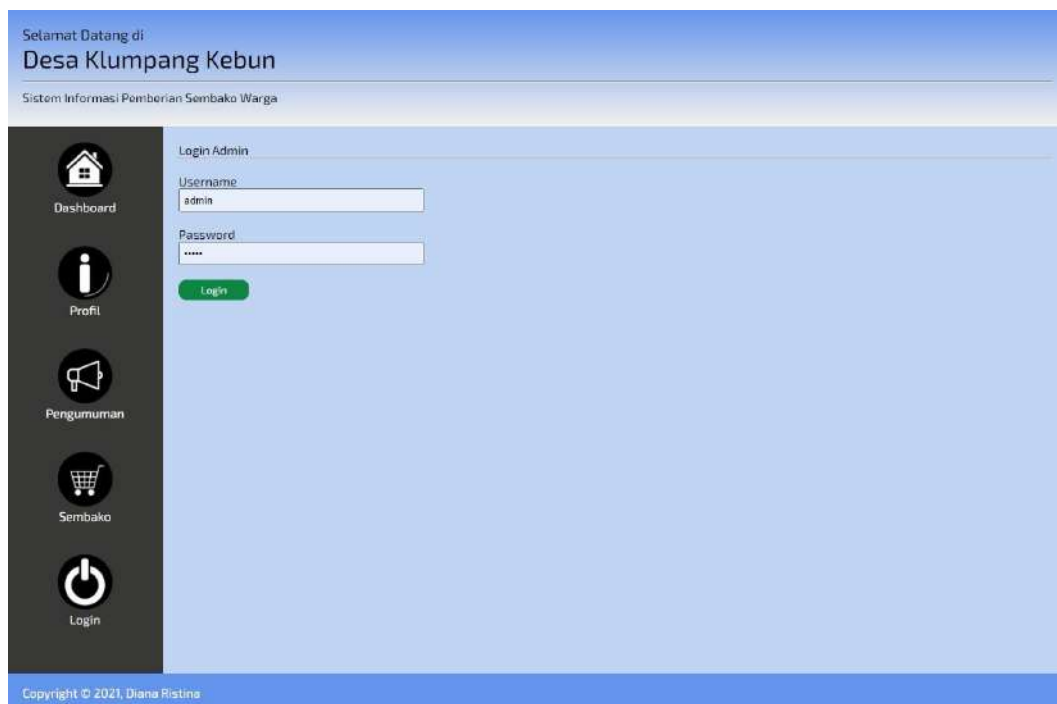 Selamat Datang di
Desa Klumpang Kebun
Sistem Informasi Pemberian Sembako Warga
Dashboard
Profil
Pengumuman
Sembako
Login
Login Admin
Username
admin
Password
•••••
Login
Copyright © 2021, Diana Ristina